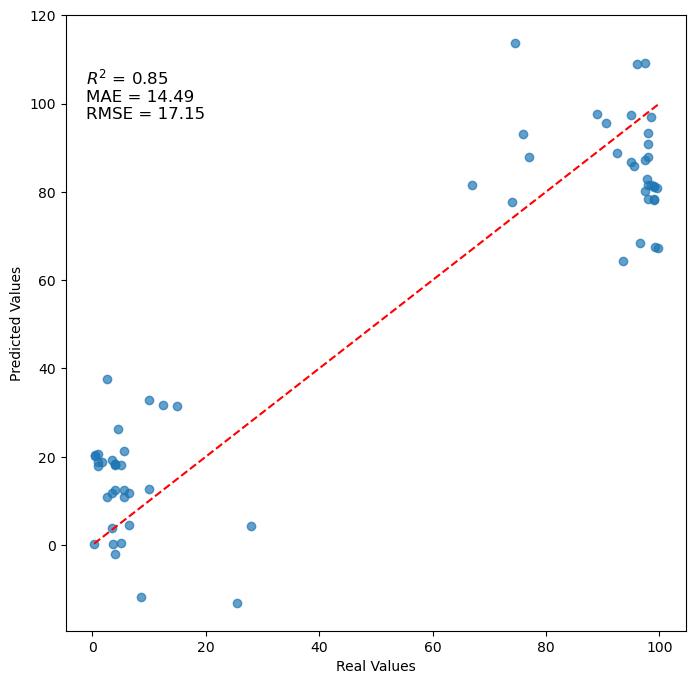 120
100
80
60
40
20
0
Predicted Values
R² = 0.85
MAE = 14.49
RMSE = 17.15
0 20 40 60 80 100
Real Values